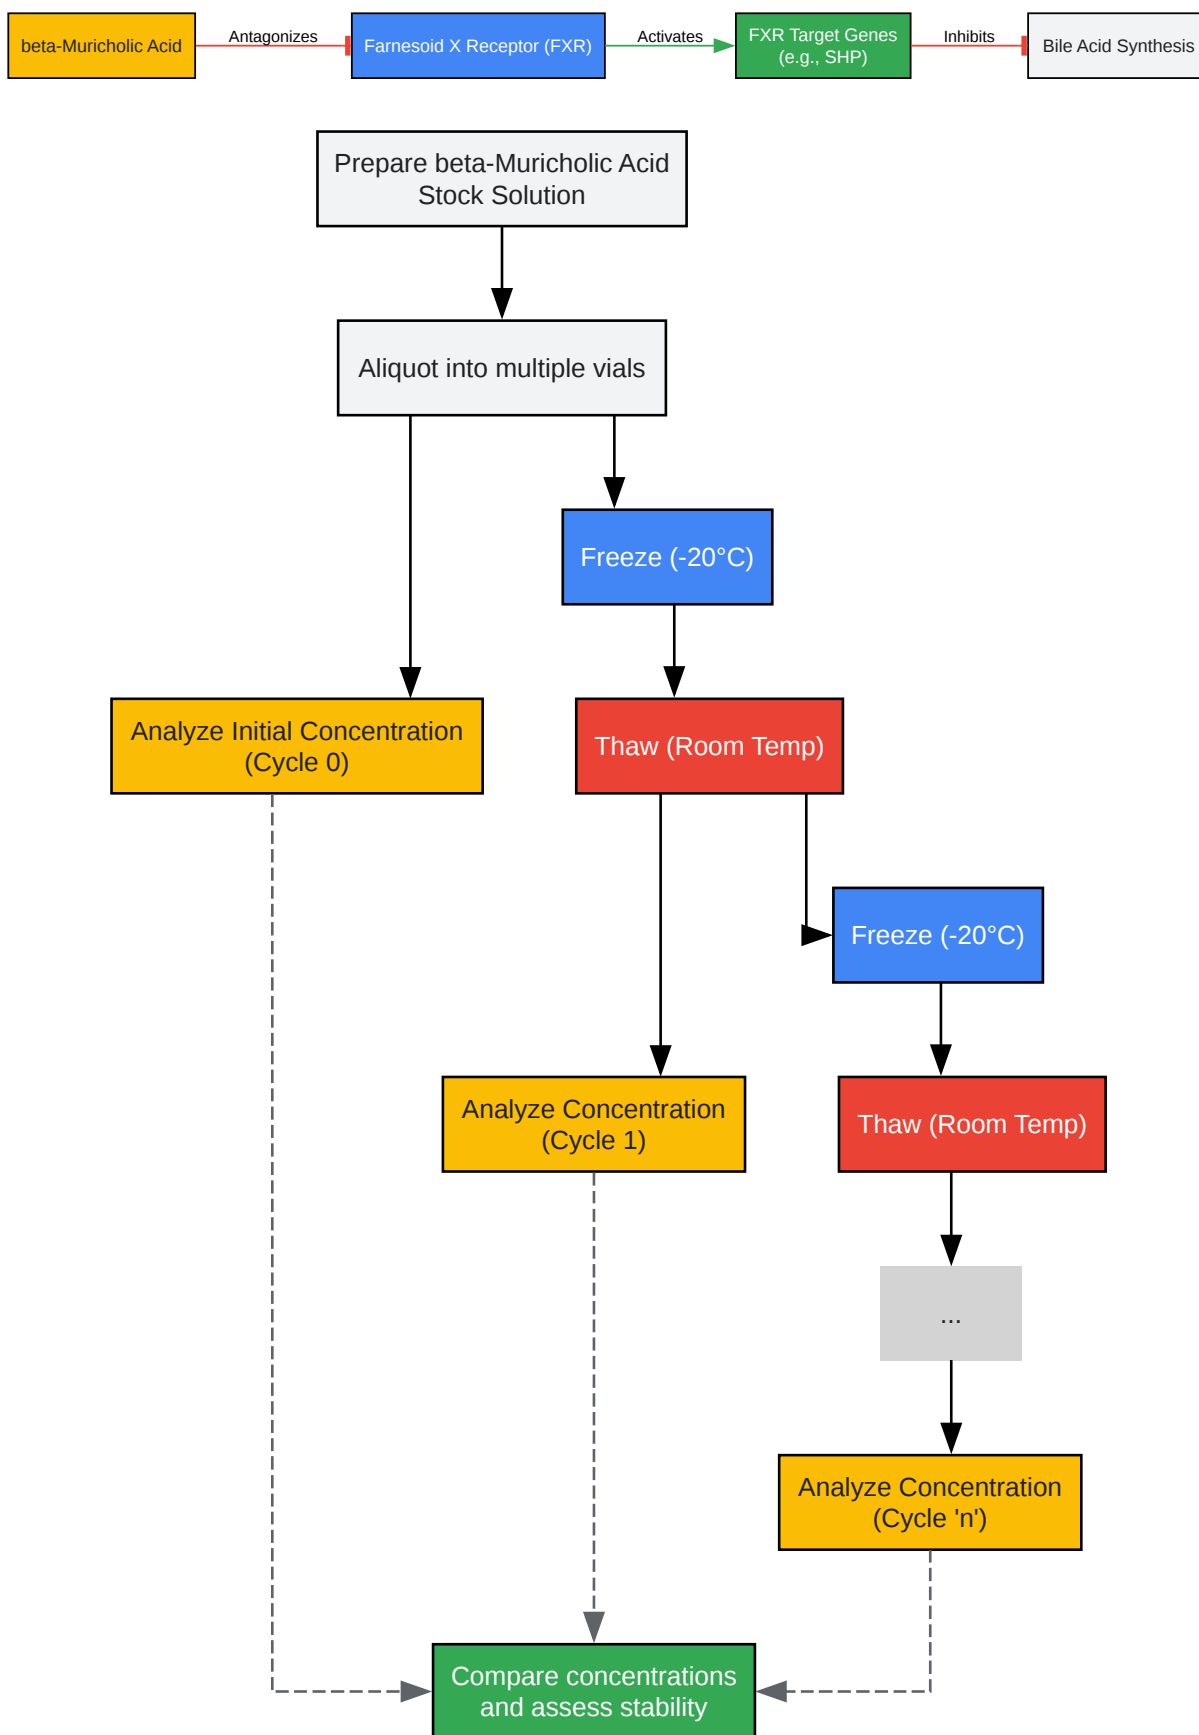 beta-Muricholic Acid
Antagonizes
Farnesoid X Receptor (FXR)
Activates
FXR Target Genes
(e.g., SHP)
Inhibits
Bile Acid Synthesis
Prepare beta-Muricholic Acid
Stock Solution
Aliquot into multiple vials
Freeze (-20°C)
Analyze Initial Concentration
(Cycle 0)
Thaw (Room Temp)
Freeze (-20°C)
Analyze Concentration
(Cycle 1)
Thaw (Room Temp)
...
Analyze Concentration
(Cycle 'n')
Compare concentrations
and assess stability